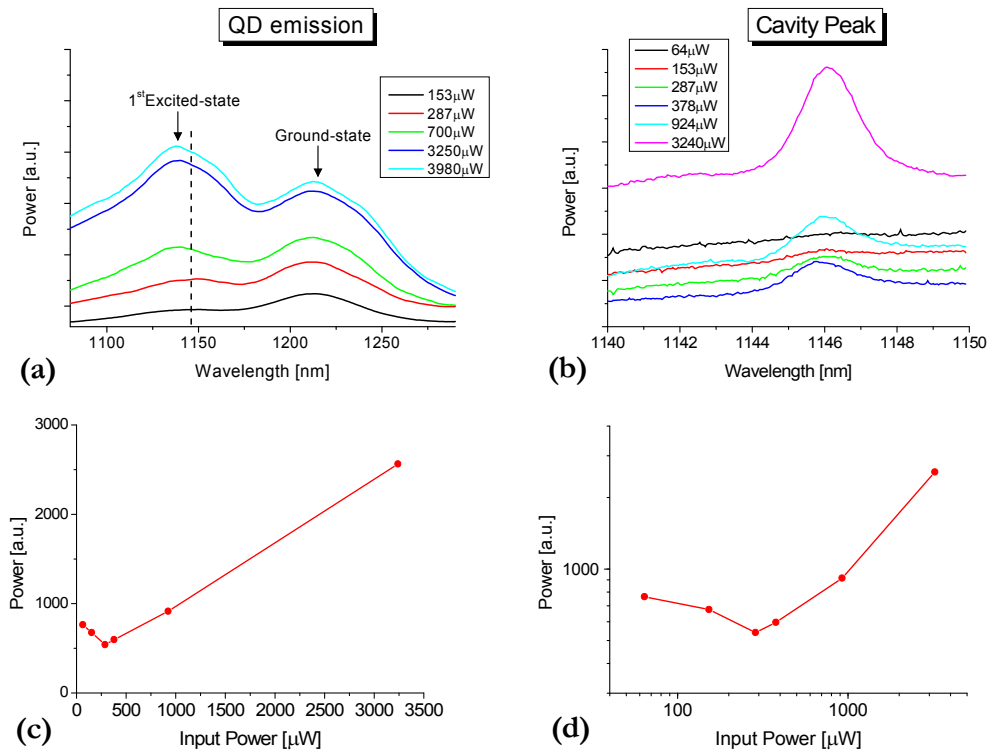 QD emission
Power [a.u.]
1stExcited-state
Ground-state
153μW
287μW
700μW
3250μW
3980μW
1100
1150
1200
1250
Wavelength [nm]
(a)
Cavity Peak
Power [a.u.]
64μW
153μW
287μW
378μW
924μW
3240μW
1140
1142
1144
1146
1148
1150
Wavelength [nm]
(b)
Power [a.u.]
3000
2000
1000
0
0
500
1000
1500
2000
2500
3000
3500
Input Power [μW]
(c)
Power [a.u.]
1000
100
1000
Input Power [μW]
(d)